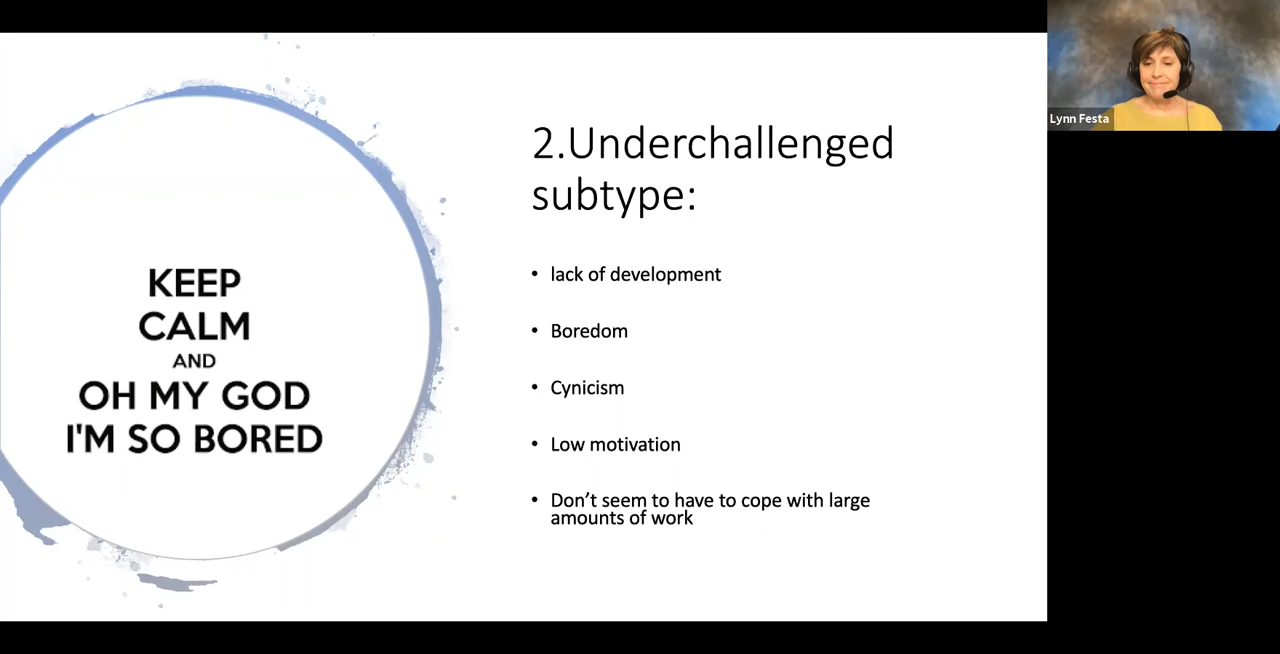 KEEP
CALM
AND
OH MY GOD
I'M SO BORED
2.Underchallenged
subtype:
• lack of development
• Boredom
• Cynicism
• Low motivation
• Don’t seem to have to cope with large
amounts of work
Lynn Festa